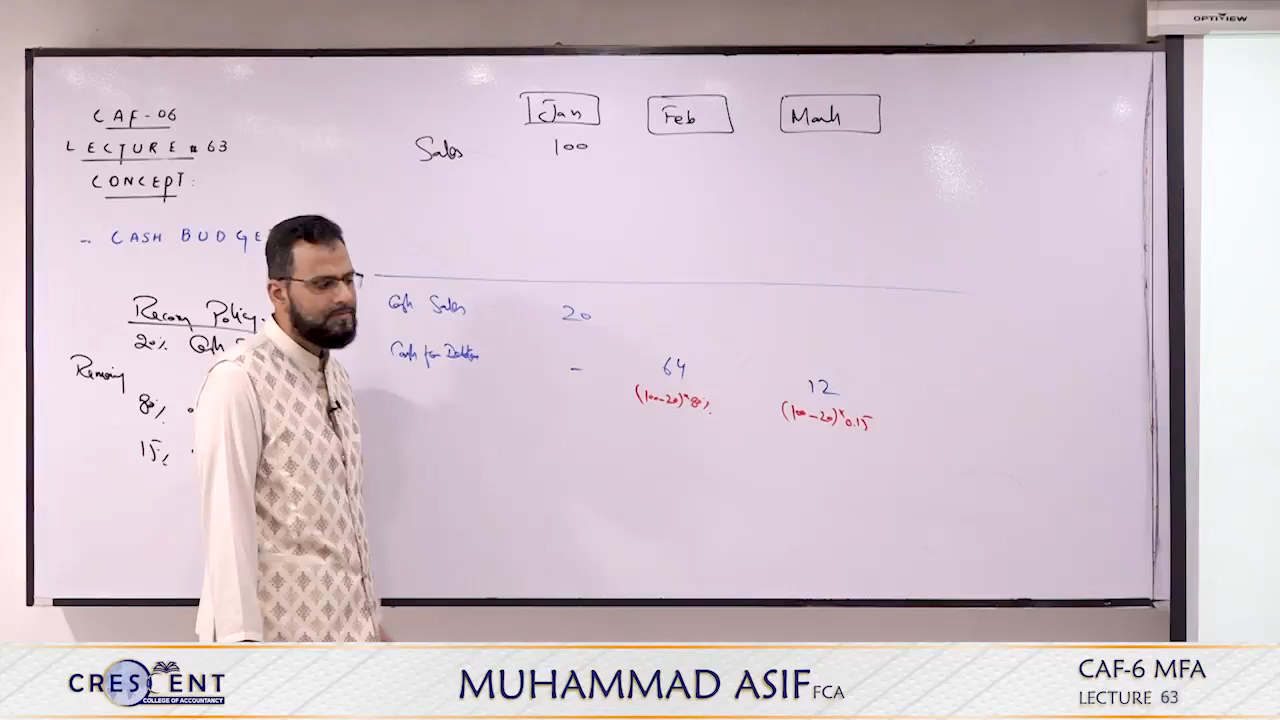 OPTIVIEW
CAF-06
LECTURE # 63
CONCEPT:
- CASH BUDGE
Recovery Policy.
20% Cash
Remaining
80%
15%
Jan
Feb
March
Sales 100
Cash Sales 20
Cash from Debtors - 64 12
(100-20)*80%
(100-20)*0.15
CRESCENT
COLLEGE OF ACCOUNTANCY
MUHAMMAD ASIF FCA
CAF-6 MFA
LECTURE 63